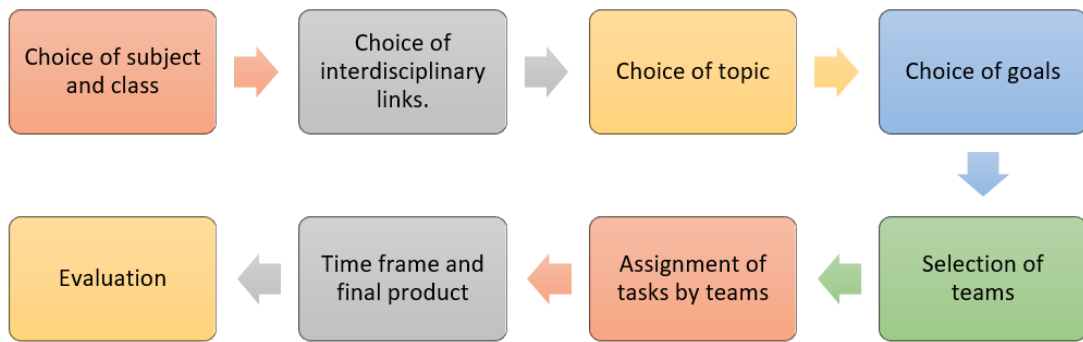 Choice of subject
and class
Choice of
interdisciplinary
links.
Choice of topic
Choice of goals
Selection of
teams
Assignment of
tasks by teams
Time frame and
final product
Evaluation